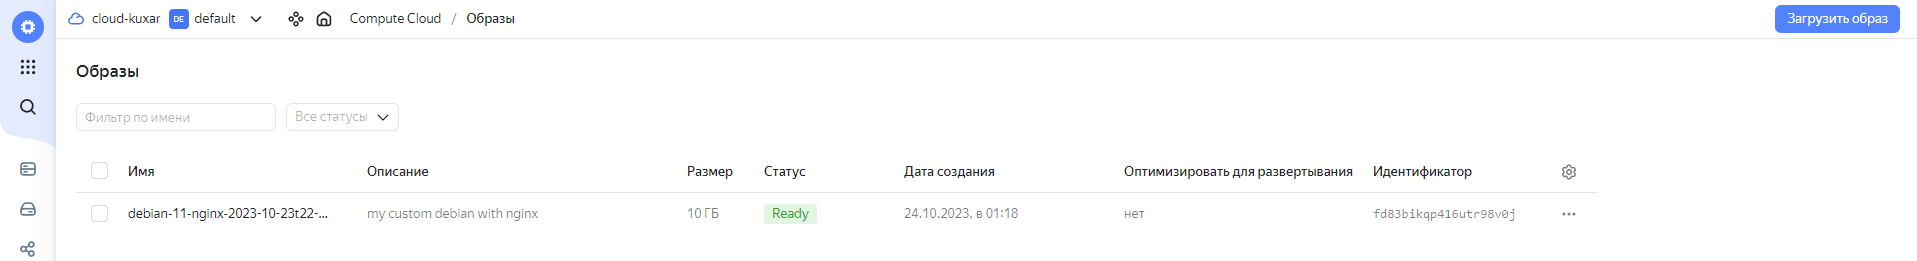 cloud-kuxar DE default Compute Cloud / Образы Загрузить образ
Образы
Фильтр по имени Все статусы
Имя Описание Размер Статус Дата создания Оптимизировать для развертывания Идентификатор
debian-11-nginx-2023-10-23t22-... my custom debian with nginx 10 ГБ Ready 24.10.2023, в 01:18 нет fd83bikqp416utr98v0j